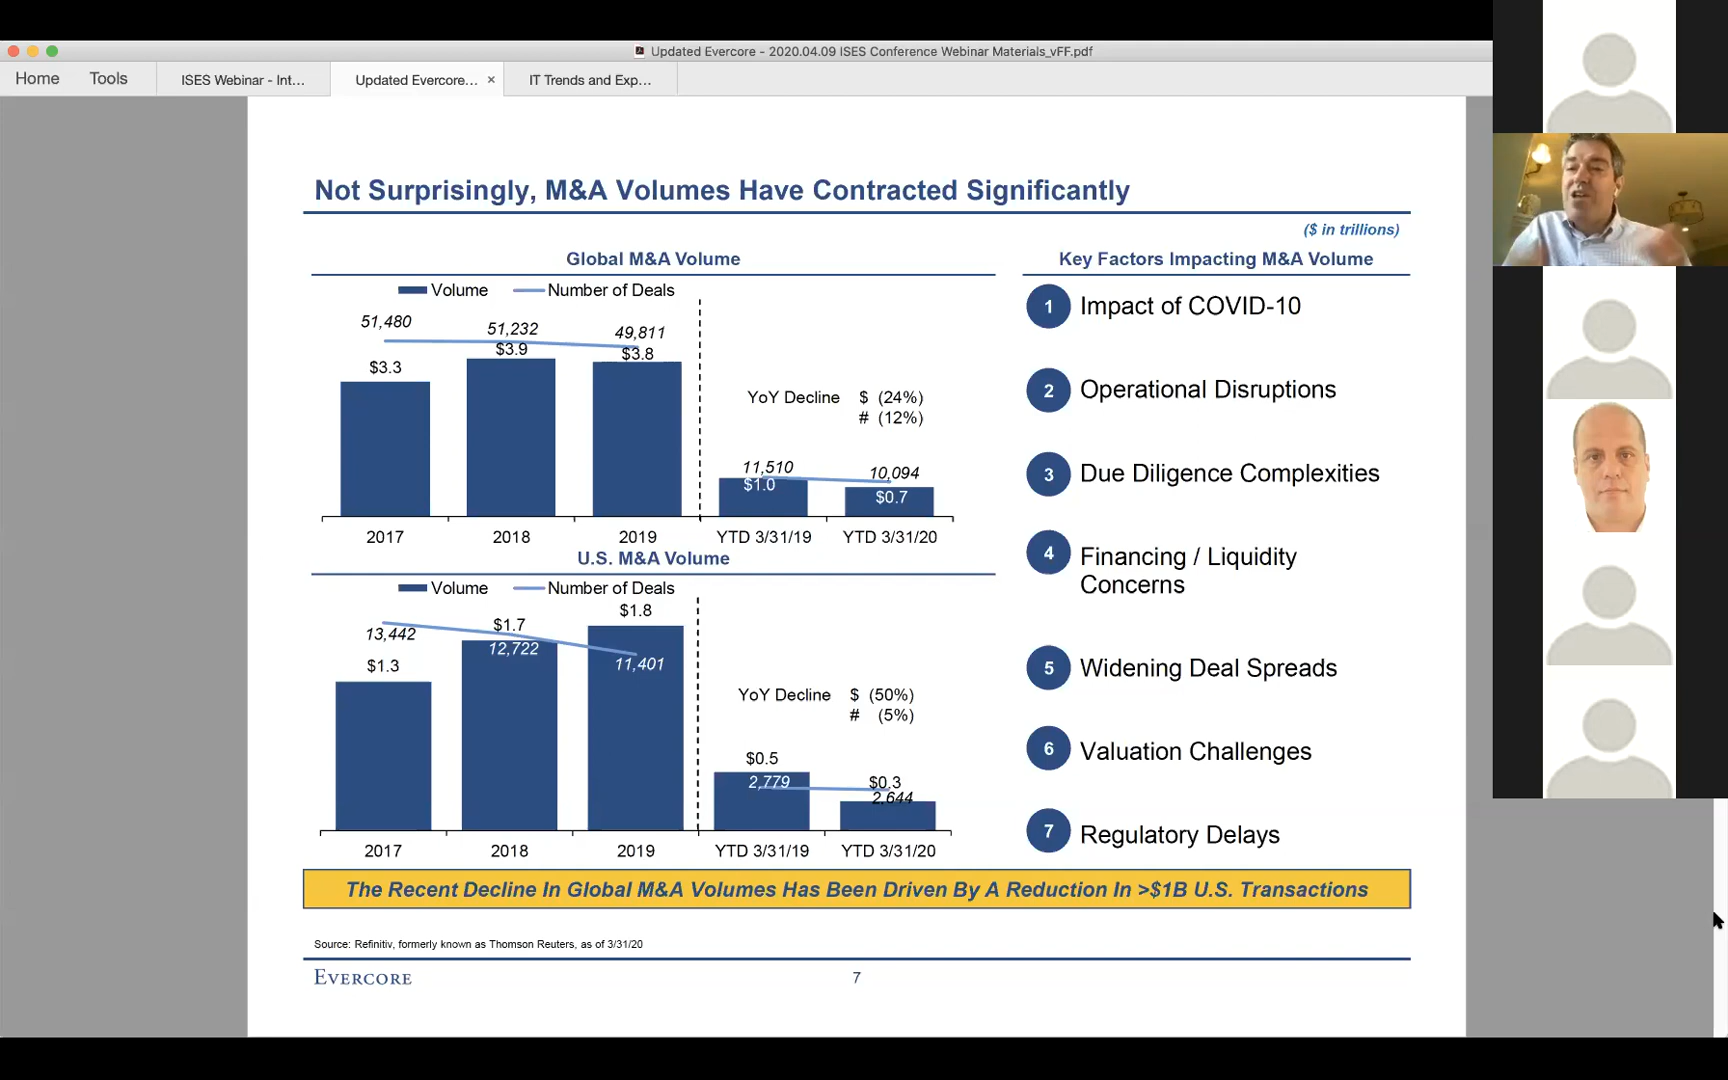 Updated Evercore - 2020.04.09 ISES Conference Webinar Materials_vFF.pdf
Home Tools ISES Webinar - Int... Updated Evercore... × IT Trends and Exp...
Not Surprisingly, M&A Volumes Have Contracted Significantly
($ in trillions)
Global M&A Volume
Volume Number of Deals
51,480 51,232 49,811
$3.3 $3.9 $3.8
YoY Decline $ (24%)
# (12%)
11,510 10,094
$1.0 $0.7
2017 2018 2019 YTD 3/31/19 YTD 3/31/20
U.S. M&A Volume
Volume Number of Deals
13,442 12,722 11,401
$1.3 $1.7 $1.8
YoY Decline $ (50%)
# (5%)
$0.5 $0.3
2,779 2,644
2017 2018 2019 YTD 3/31/19 YTD 3/31/20
Key Factors Impacting M&A Volume
1 Impact of COVID-10
2 Operational Disruptions
3 Due Diligence Complexities
4 Financing / Liquidity
Concerns
5 Widening Deal Spreads
6 Valuation Challenges
7 Regulatory Delays
The Recent Decline In Global M&A Volumes Has Been Driven By A Reduction In >$1B U.S. Transactions
Source: Refinitiv, formerly known as Thomson Reuters, as of 3/31/20
EVERCORE 7